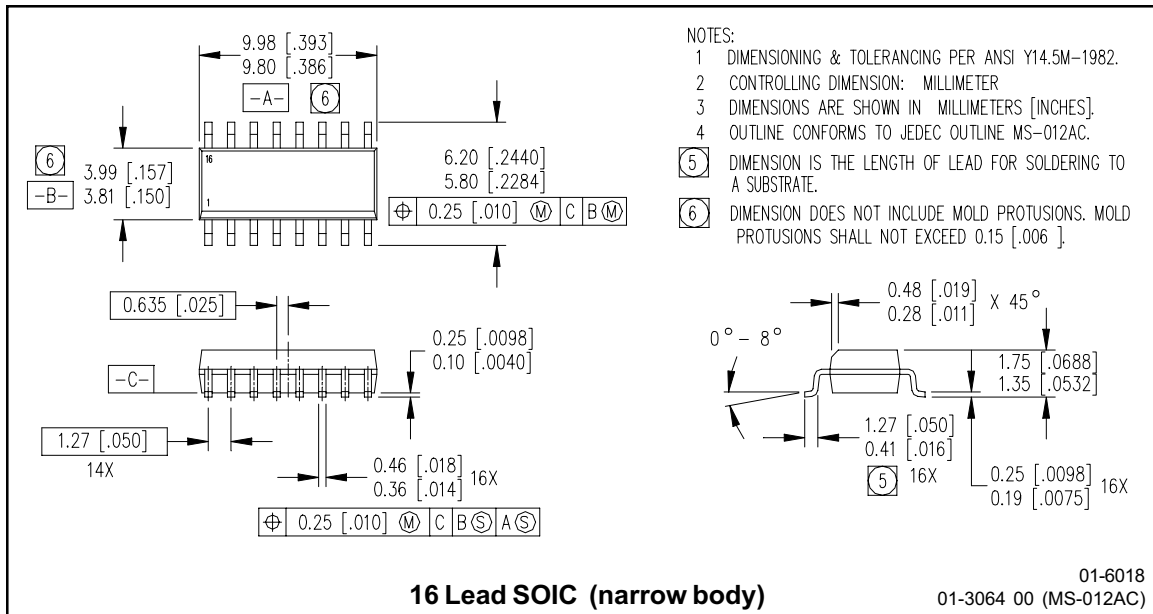 9.98 [.393]
9.80 [.386]
-A-
6
6
3.99 [.157]
-B- 3.81 [.150]
16
1
6.20 [.2440]
5.80 [.2284]
⌖ 0.25 [.010] Ⓜ C B Ⓜ
NOTES:
1 DIMENSIONING & TOLERANCING PER ANSI Y14.5M-1982.
2 CONTROLLING DIMENSION: MILLIMETER
3 DIMENSIONS ARE SHOWN IN MILLIMETERS [INCHES].
4 OUTLINE CONFORMS TO JEDEC OUTLINE MS-012AC.
5 DIMENSION IS THE LENGTH OF LEAD FOR SOLDERING TO
A SUBSTRATE.
6 DIMENSION DOES NOT INCLUDE MOLD PROTUSIONS. MOLD
PROTUSIONS SHALL NOT EXCEED 0.15 [.006 ].
0.635 [.025]
0.25 [.0098]
0.10 [.0040]
-C-
1.27 [.050]
14X
0.46 [.018]
0.36 [.014] 16X
⌖ 0.25 [.010] Ⓜ C B Ⓢ A Ⓢ
0.48 [.019]
0.28 [.011] X 45°
0° - 8°
1.75 [.0688]
1.35 [.0532]
1.27 [.050]
0.41 [.016]
5 16X
0.25 [.0098]
0.19 [.0075] 16X
16 Lead SOIC (narrow body)
01-6018
01-3064 00 (MS-012AC)